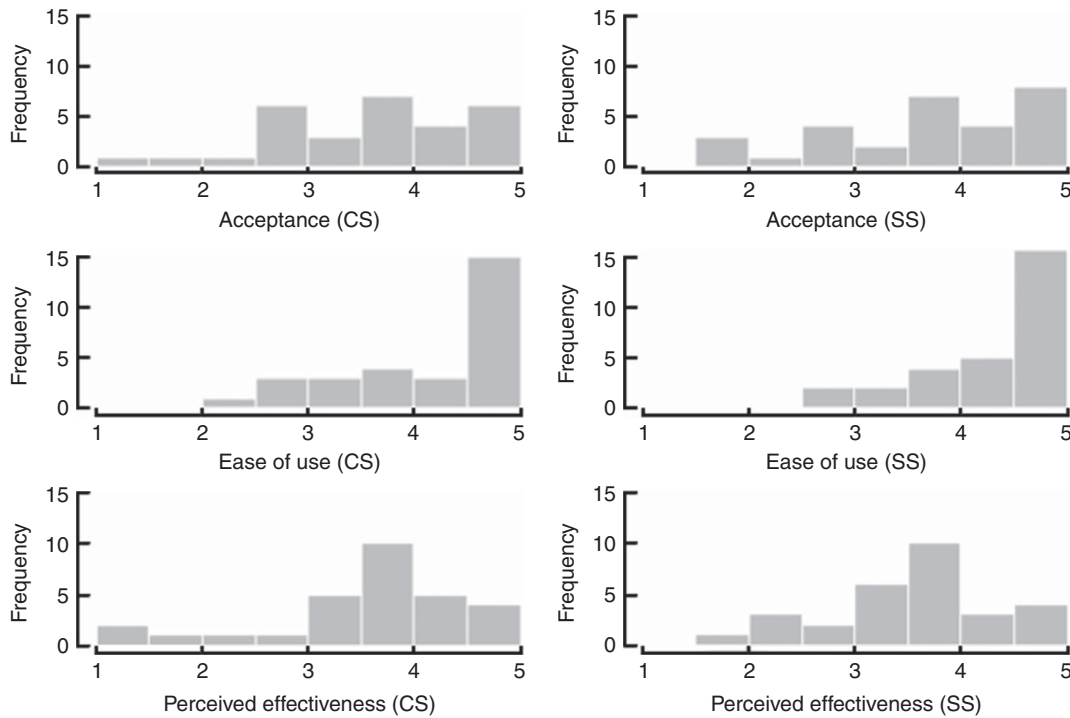 15
10
5
0
Frequency
1 2 3 4 5
Acceptance (CS)
15
10
5
0
Frequency
1 2 3 4 5
Acceptance (SS)
15
10
5
0
Frequency
1 2 3 4 5
Ease of use (CS)
15
10
5
0
Frequency
1 2 3 4 5
Ease of use (SS)
15
10
5
0
Frequency
1 2 3 4 5
Perceived effectiveness (CS)
15
10
5
0
Frequency
1 2 3 4 5
Perceived effectiveness (SS)